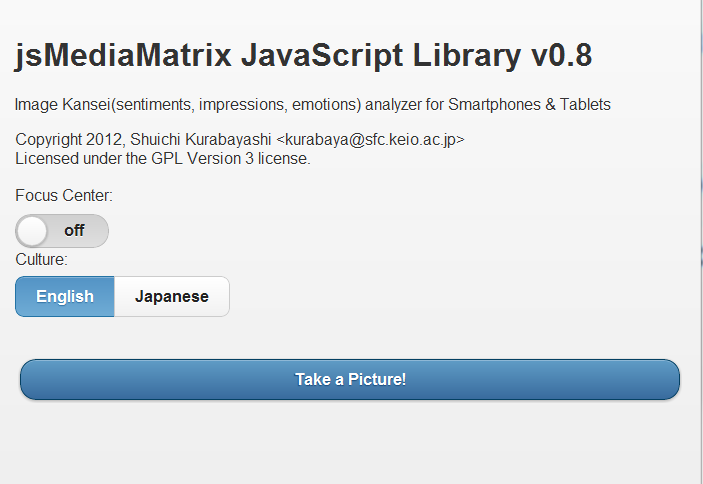 jsMediaMatrix JavaScript Library v0.8
Image Kansei(sentiments, impressions, emotions) analyzer for Smartphones & Tablets
Copyright 2012, Shuichi Kurabayashi <kurabaya@sfc.keio.ac.jp>
Licensed under the GPL Version 3 license.
Focus Center:
off
Culture:
English Japanese
Take a Picture!